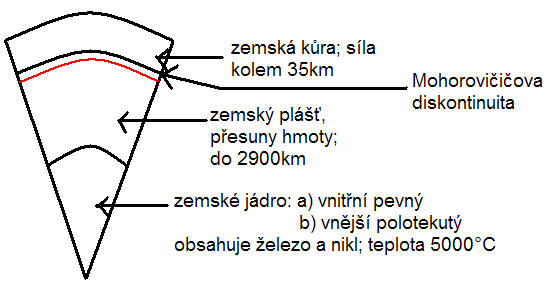 zemská kůra; síla
kolem 35km
Mohorovičičova
diskontinuita
zemský plášť,
přesuny hmoty;
do 2900km
zemské jádro: a) vnitřní pevný
b) vnější polotekutý
obsahuje železo a nikl; teplota 5000°C